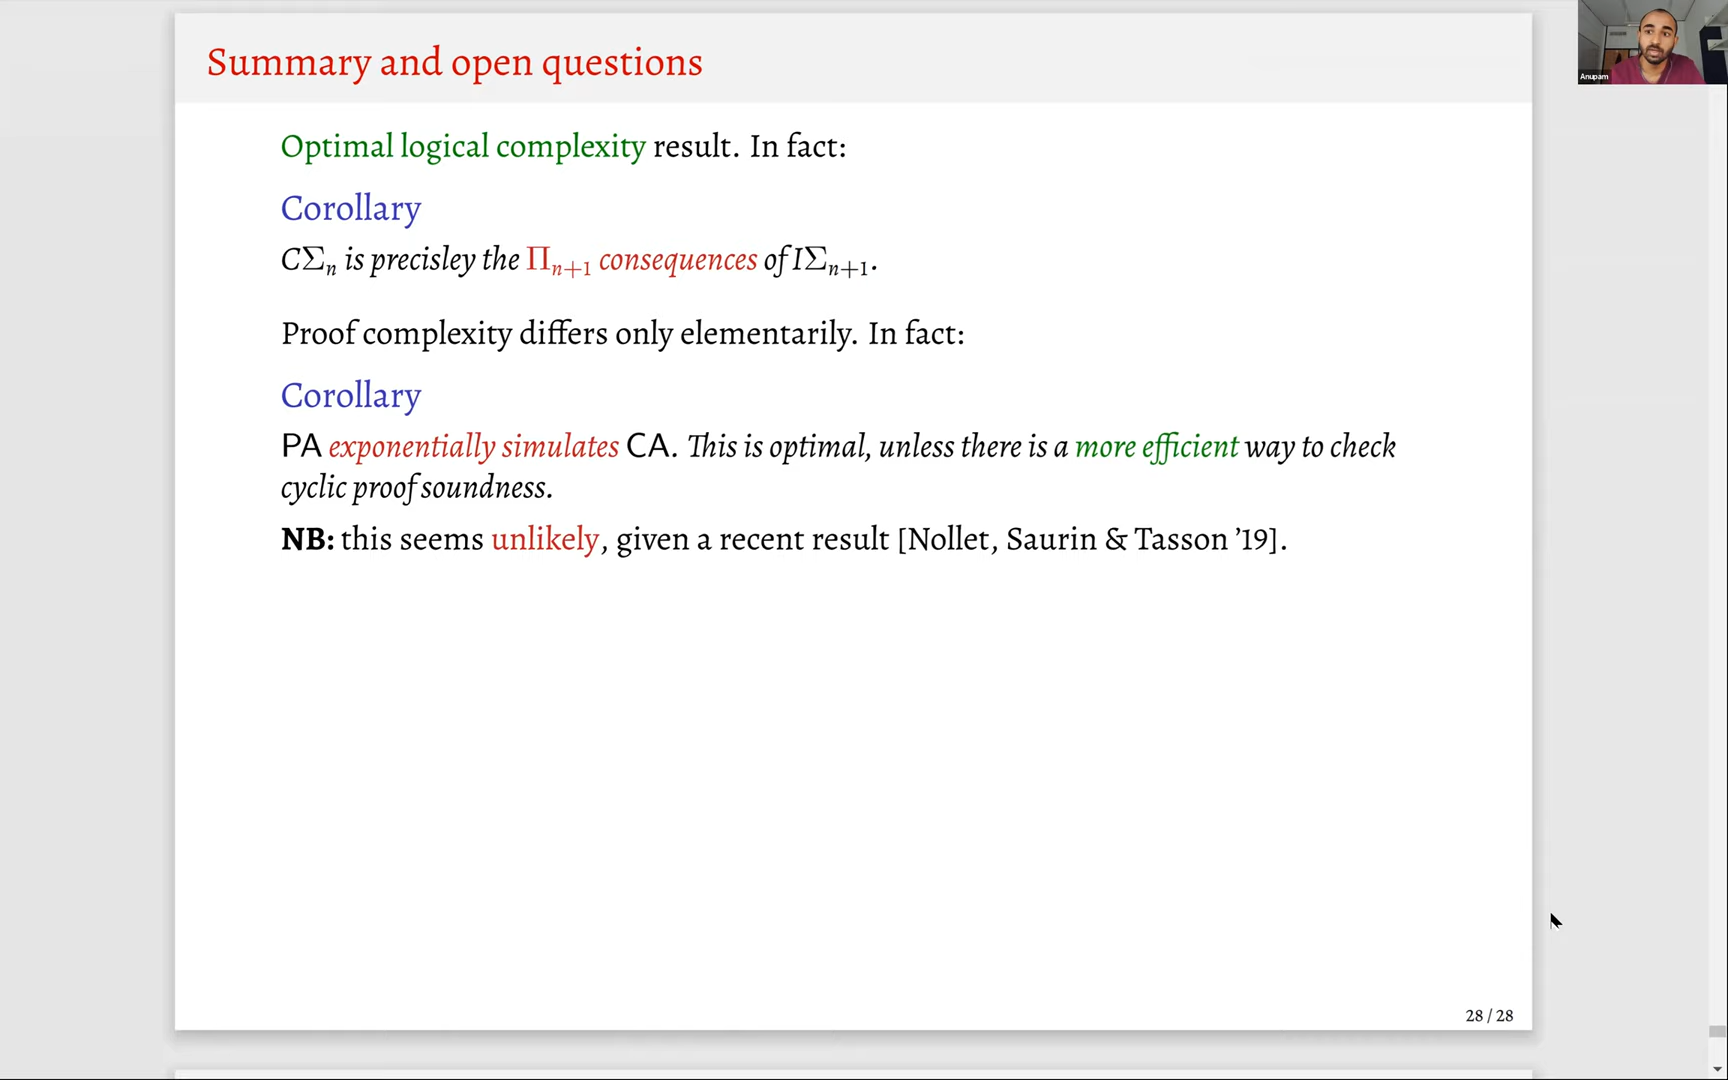 Summary and open questions
Anupam
Optimal logical complexity result. In fact:
Corollary
CΣₙ is precisley the Πₙ₊₁ consequences of IΣₙ₊₁.
Proof complexity differs only elementarily. In fact:
Corollary
PA exponentially simulates CA. This is optimal, unless there is a more efficient way to check
cyclic proof soundness.
NB: this seems unlikely, given a recent result [Nollet, Saurin & Tasson ’19].
28 / 28